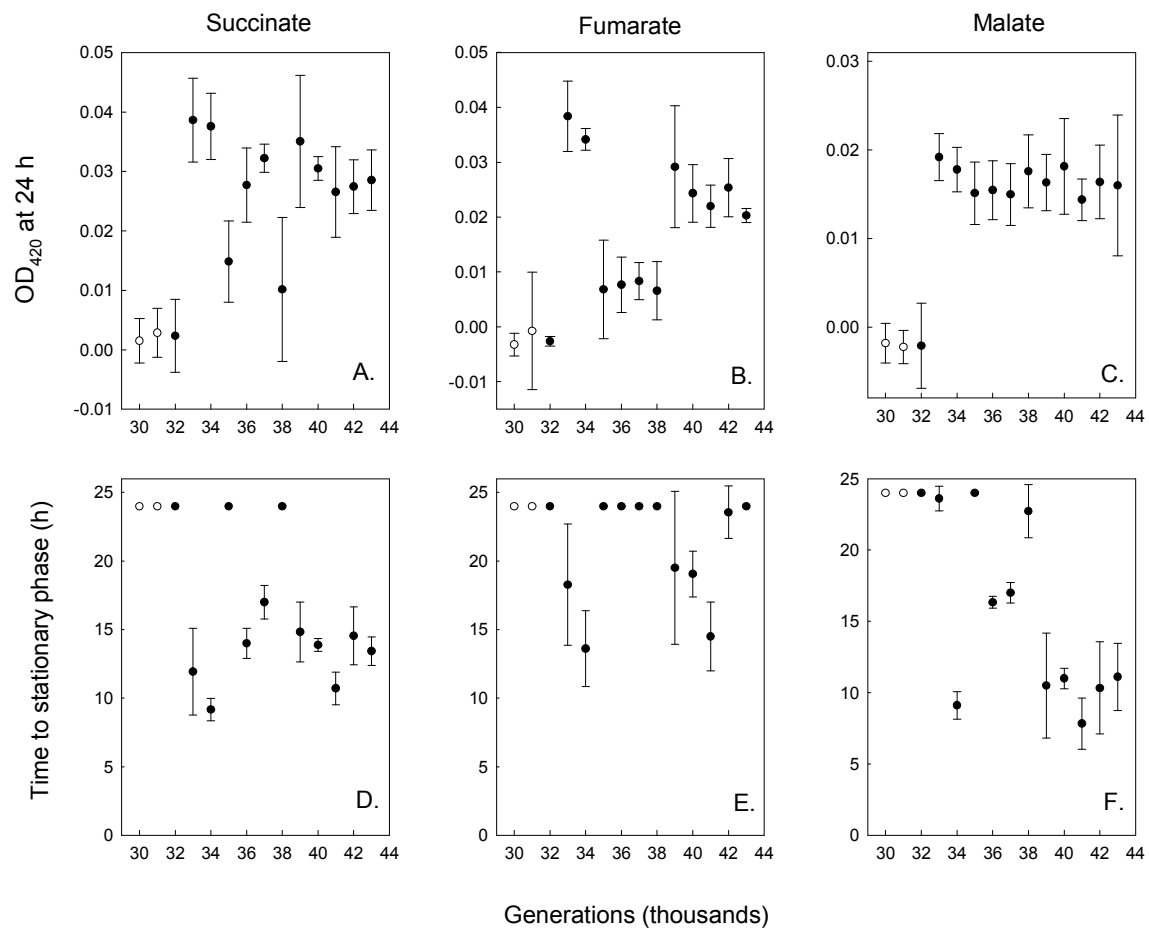 Succinate Fumarate Malate
OD420 at 24 h
0.05 0.04 0.03 0.02 0.01 0.00 -0.01
A.
30 32 34 36 38 40 42 44
0.05 0.04 0.03 0.02 0.01 0.00 -0.01
B.
30 32 34 36 38 40 42 44
0.03 0.02 0.01 0.00
C.
30 32 34 36 38 40 42 44
Time to stationary phase (h)
25 20 15 10 5 0
D.
30 32 34 36 38 40 42 44
25 20 15 10 5 0
E.
30 32 34 36 38 40 42 44
25 20 15 10 5 0
F.
30 32 34 36 38 40 42 44
Generations (thousands)